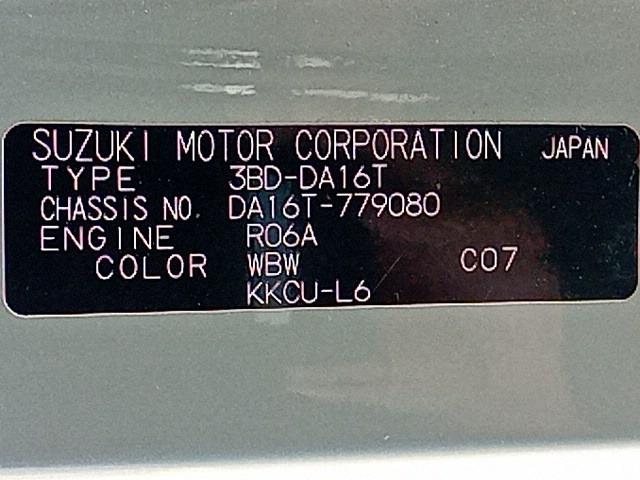 SUZUKI MOTOR CORPORATION JAPAN
TYPE 3BD-DA16T
CHASSIS NO. DA16T-779080
ENGINE R06A
COLOR WBW C07
KKCU-L6